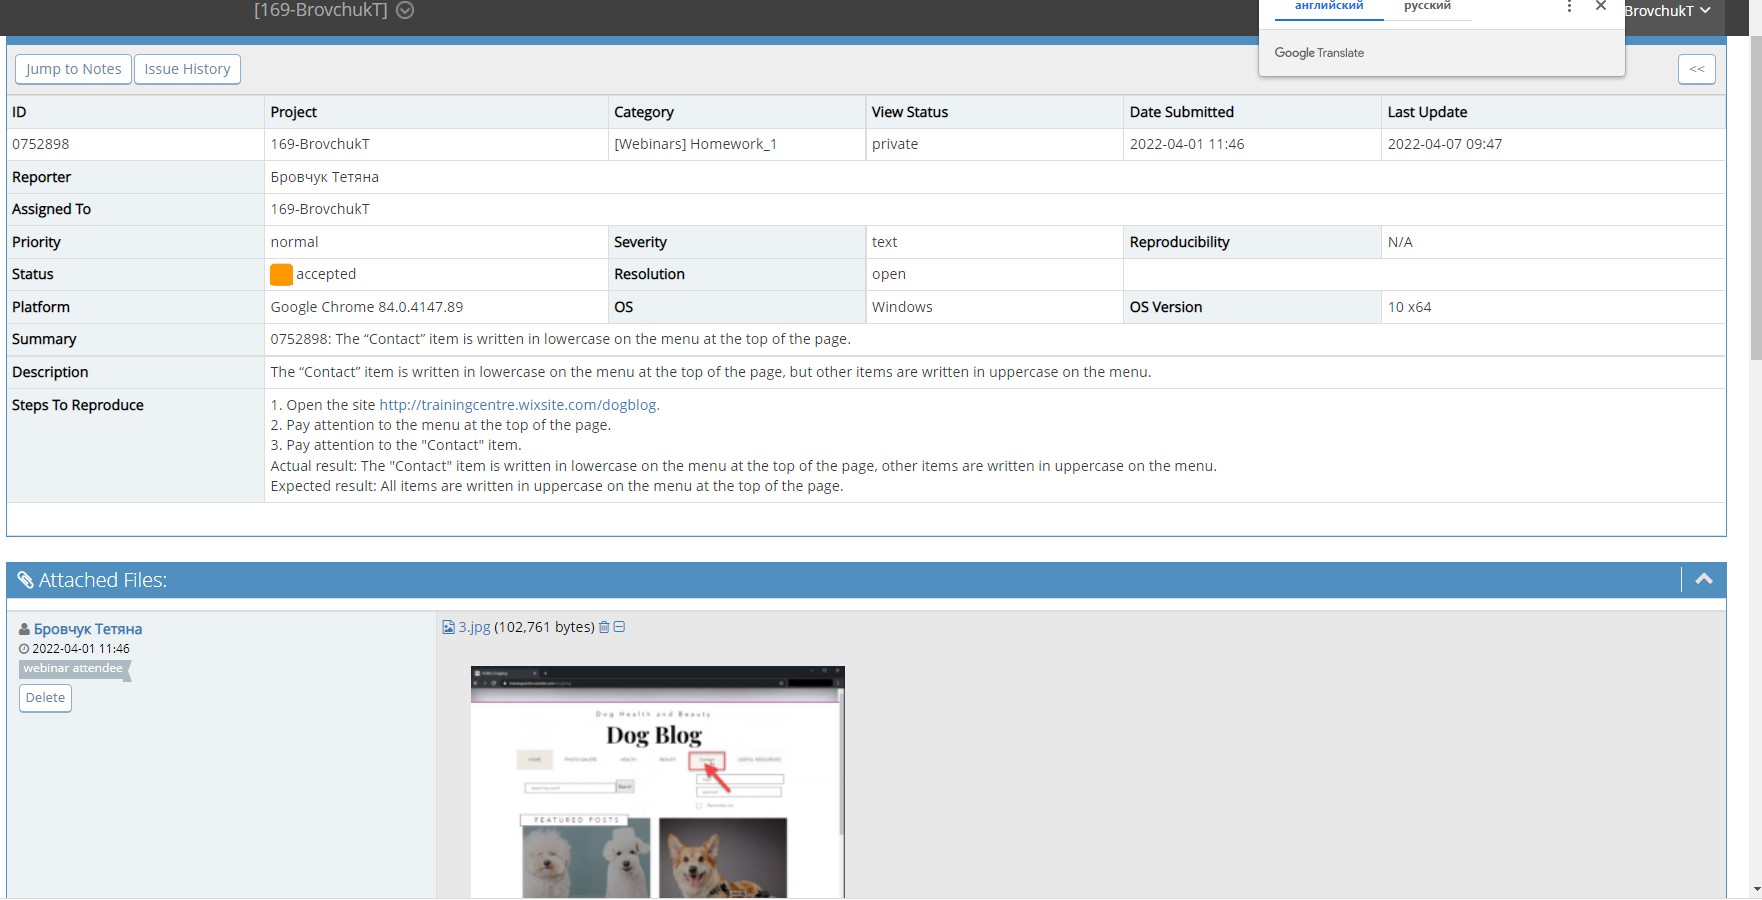 [169-BrovchukT]
английский русский
BrovchukT
Google Translate
Jump to Notes Issue History <<
ID Project Category View Status Date Submitted Last Update
0752898 169-BrovchukT [Webinars] Homework_1 private 2022-04-01 11:46 2022-04-07 09:47
Reporter Бровчук Тетяна
Assigned To 169-BrovchukT
Priority normal Severity text Reproducibility N/A
Status accepted Resolution open
Platform Google Chrome 84.0.4147.89 OS Windows OS Version 10 x64
Summary 0752898: The “Contact” item is written in lowercase on the menu at the top of the page.
Description The “Contact” item is written in lowercase on the menu at the top of the page, but other items are written in uppercase on the menu.
Steps To Reproduce 1. Open the site http://trainingcentre.wixsite.com/dogblog.
2. Pay attention to the menu at the top of the page.
3. Pay attention to the "Contact" item.
Actual result: The "Contact" item is written in lowercase on the menu at the top of the page, other items are written in uppercase on the menu.
Expected result: All items are written in uppercase on the menu at the top of the page.
Attached Files:
Бровчук Тетяна
2022-04-01 11:46
webinar attendee
Delete
3.jpg (102,761 bytes)
Dog Health and Beauty
Dog Blog
HOME PHOTO GALLERY HEALTH BEAUTY Contact USEFUL RESOURCES
Search
Remember me
FEATURED POSTS